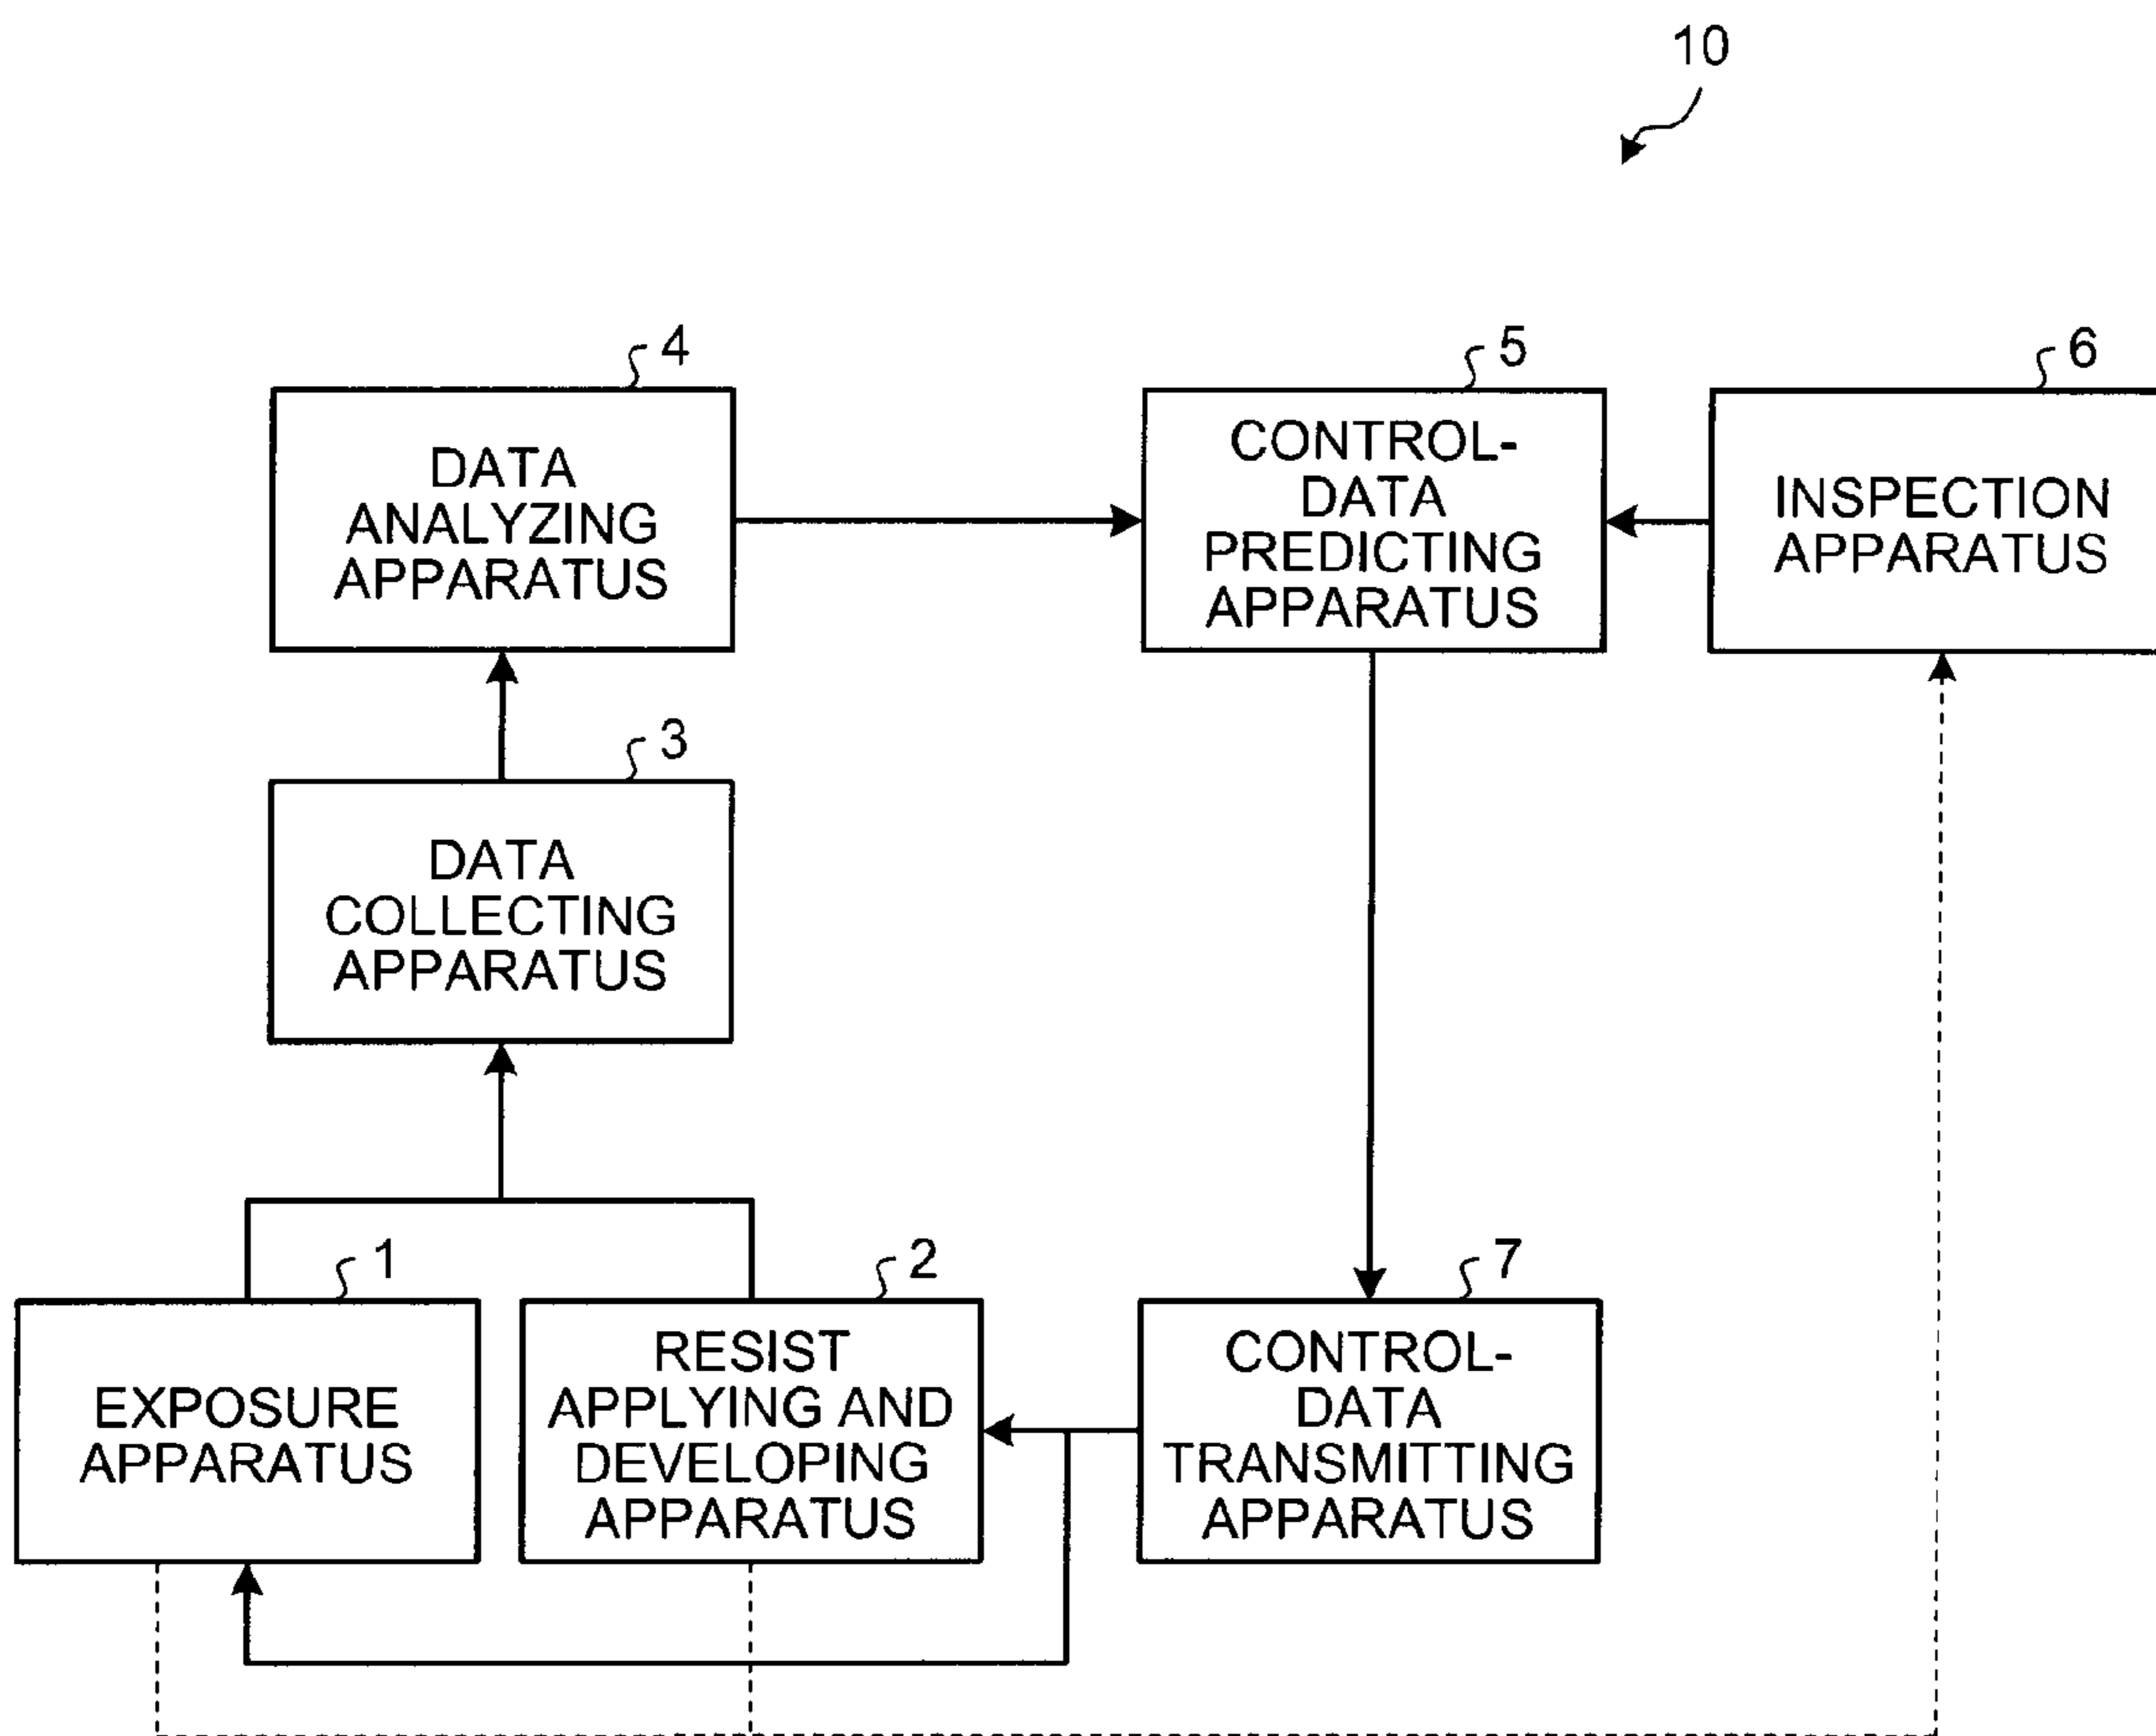 10
4
DATA
ANALYZING
APPARATUS
5
CONTROL-
DATA
PREDICTING
APPARATUS
6
INSPECTION
APPARATUS
3
DATA
COLLECTING
APPARATUS
1
EXPOSURE
APPARATUS
2
RESIST
APPLYING AND
DEVELOPING
APPARATUS
7
CONTROL-
DATA
TRANSMITTING
APPARATUS